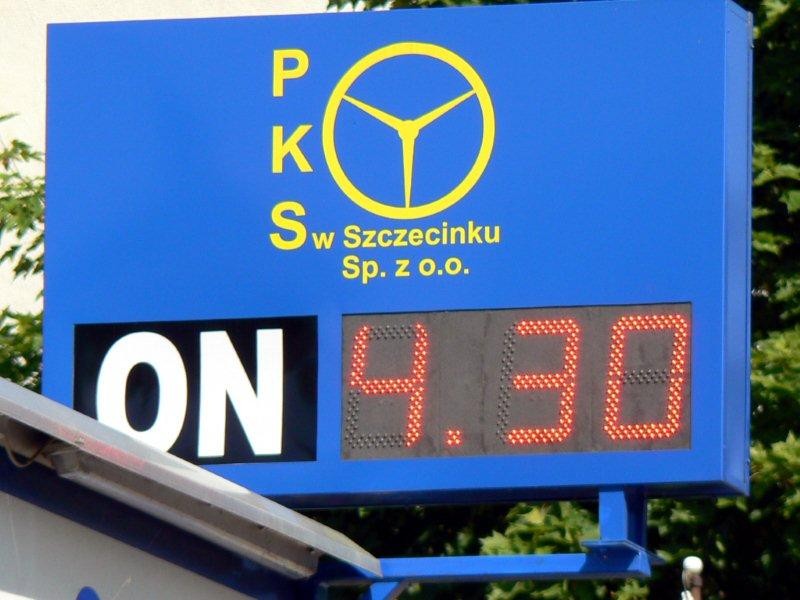 P
K
S w Szczecinku
Sp. z o.o.
ON 4.30